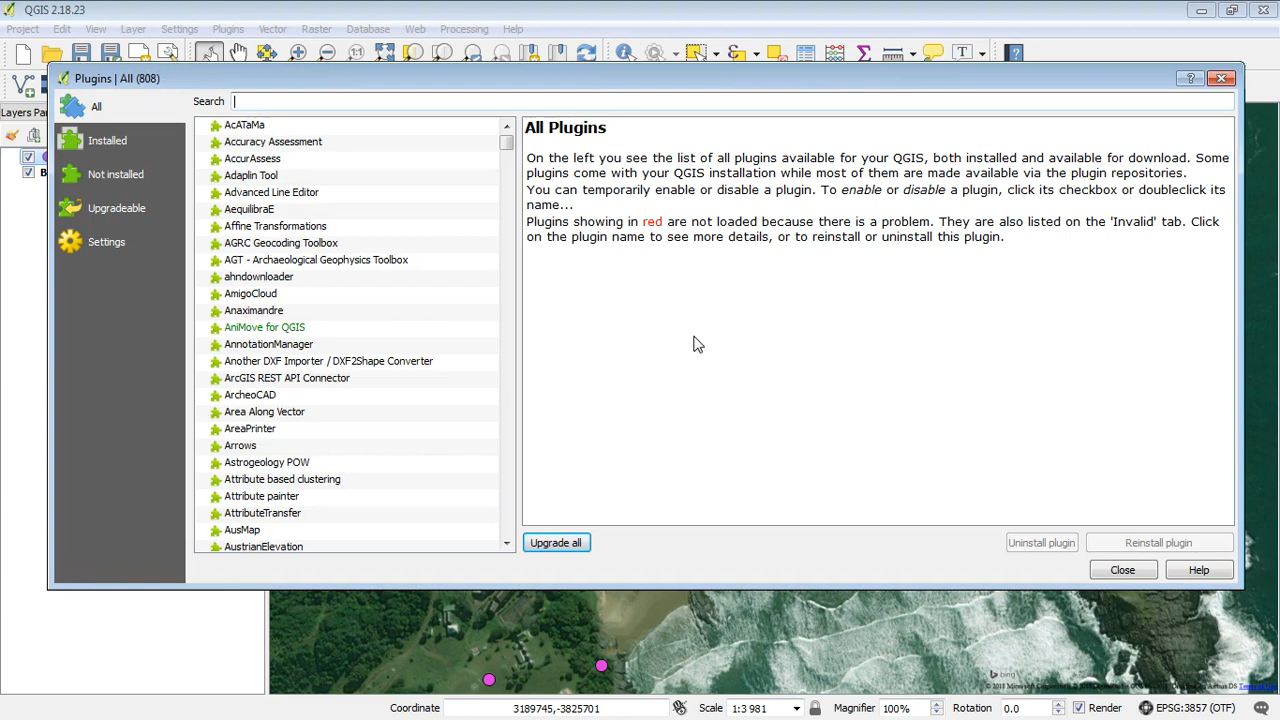 QGIS 2.18.23
Project Edit View Layer Settings Plugins Vector Raster Database Web Processing Help
Plugins | All (808)
All
Installed
Not installed
Upgradeable
Settings
Layers Pa
Search
AcATaMa
Accuracy Assessment
AccurAssess
Adaplin Tool
Advanced Line Editor
AequilibraE
Affine Transformations
AGRC Geocoding Toolbox
AGT - Archaeological Geophysics Toolbox
ahndownloader
AmigoCloud
Anaximandre
AniMove for QGIS
AnnotationManager
Another DXF Importer / DXF2Shape Converter
ArcGIS REST API Connector
ArcheoCAD
Area Along Vector
AreaPrinter
Arrows
Astrogeology POW
Attribute based clustering
Attribute painter
AttributeTransfer
AusMap
AustrianElevation
All Plugins
On the left you see the list of all plugins available for your QGIS, both installed and available for download. Some
plugins come with your QGIS installation while most of them are made available via the plugin repositories.
You can temporarily enable or disable a plugin. To enable or disable a plugin, click its checkbox or doubleclick its
name...
Plugins showing in red are not loaded because there is a problem. They are also listed on the 'Invalid' tab. Click
on the plugin name to see more details, or to reinstall or uninstall this plugin.
Upgrade all
Uninstall plugin
Reinstall plugin
Close
Help
bing
Coordinate 3189745,-3825701 Scale 1:3 981 Magnifier 100% Rotation 0.0 Render EPSG:3857 (OTF)